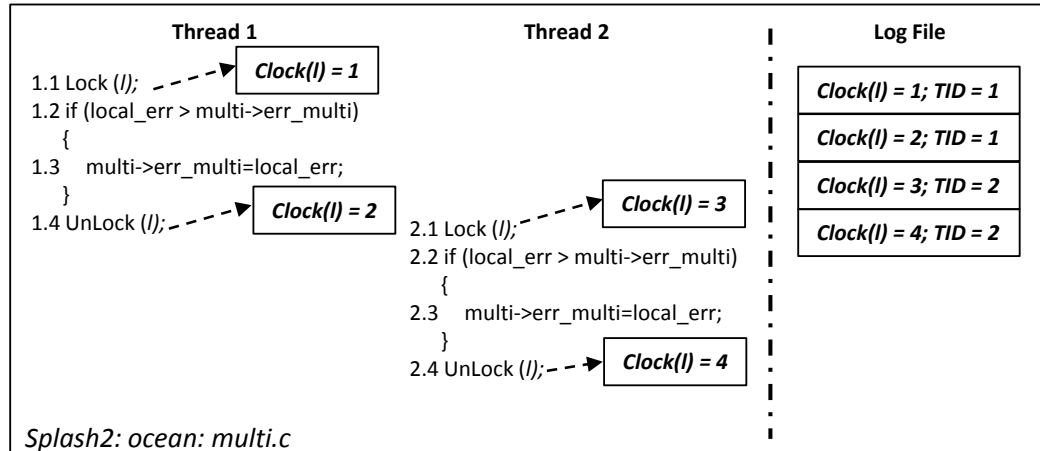 Thread 1
1.1 Lock (l);
Clock(l) = 1
1.2 if (local_err > multi->err_multi)
{
1.3 multi->err_multi=local_err;
}
1.4 UnLock (l);
Clock(l) = 2
Thread 2
2.1 Lock (l);
Clock(l) = 3
2.2 if (local_err > multi->err_multi)
{
2.3 multi->err_multi=local_err;
}
2.4 UnLock (l);
Clock(l) = 4
Log File
Clock(l) = 1; TID = 1
Clock(l) = 2; TID = 1
Clock(l) = 3; TID = 2
Clock(l) = 4; TID = 2
Splash2: ocean: multi.c